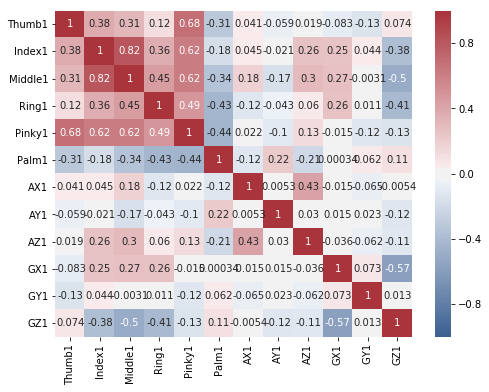 Thumb1 1 0.38 0.31 0.12 0.68 -0.31 0.041 -0.059 0.019 -0.083 -0.13 0.074
Index1 0.38 1 0.82 0.36 0.62 -0.18 0.045 -0.021 0.26 0.25 0.044 -0.38
Middle1 0.31 0.82 1 0.45 0.62 -0.34 0.18 -0.17 0.3 0.27 -0.0031 -0.5
Ring1 0.12 0.36 0.45 1 0.49 -0.43 -0.12 -0.043 0.06 0.26 0.011 -0.41
Pinky1 0.68 0.62 0.62 0.49 1 -0.44 0.022 -0.1 0.13 -0.015 -0.12 -0.13
Palm1 -0.31 -0.18 -0.34 -0.43 -0.44 1 -0.12 0.22 -0.21 0.00034 0.062 0.11
AX1 0.041 0.045 0.18 -0.12 0.022 -0.12 1 0.0053 0.43 -0.015 -0.065 -0.0054
AY1 -0.059 -0.021 -0.17 -0.043 -0.1 0.22 0.0053 1 0.03 0.015 0.023 -0.12
AZ1 0.019 0.26 0.3 0.06 0.13 -0.21 0.43 0.03 1 -0.036 -0.062 -0.11
GX1 -0.083 0.25 0.27 0.26 -0.015 0.00034 -0.015 0.015 -0.036 1 0.073 -0.57
GY1 -0.13 0.044 -0.0031 0.011 -0.12 0.062 -0.065 0.023 -0.062 0.073 1 0.013
GZ1 0.074 -0.38 -0.5 -0.41 -0.13 0.11 -0.0054 -0.12 -0.11 -0.57 0.013 1
Thumb1 Index1 Middle1 Ring1 Pinky1 Palm1 AX1 AY1 AZ1 GX1 GY1 GZ1
0.8
0.4
0.0
−0.4
−0.8